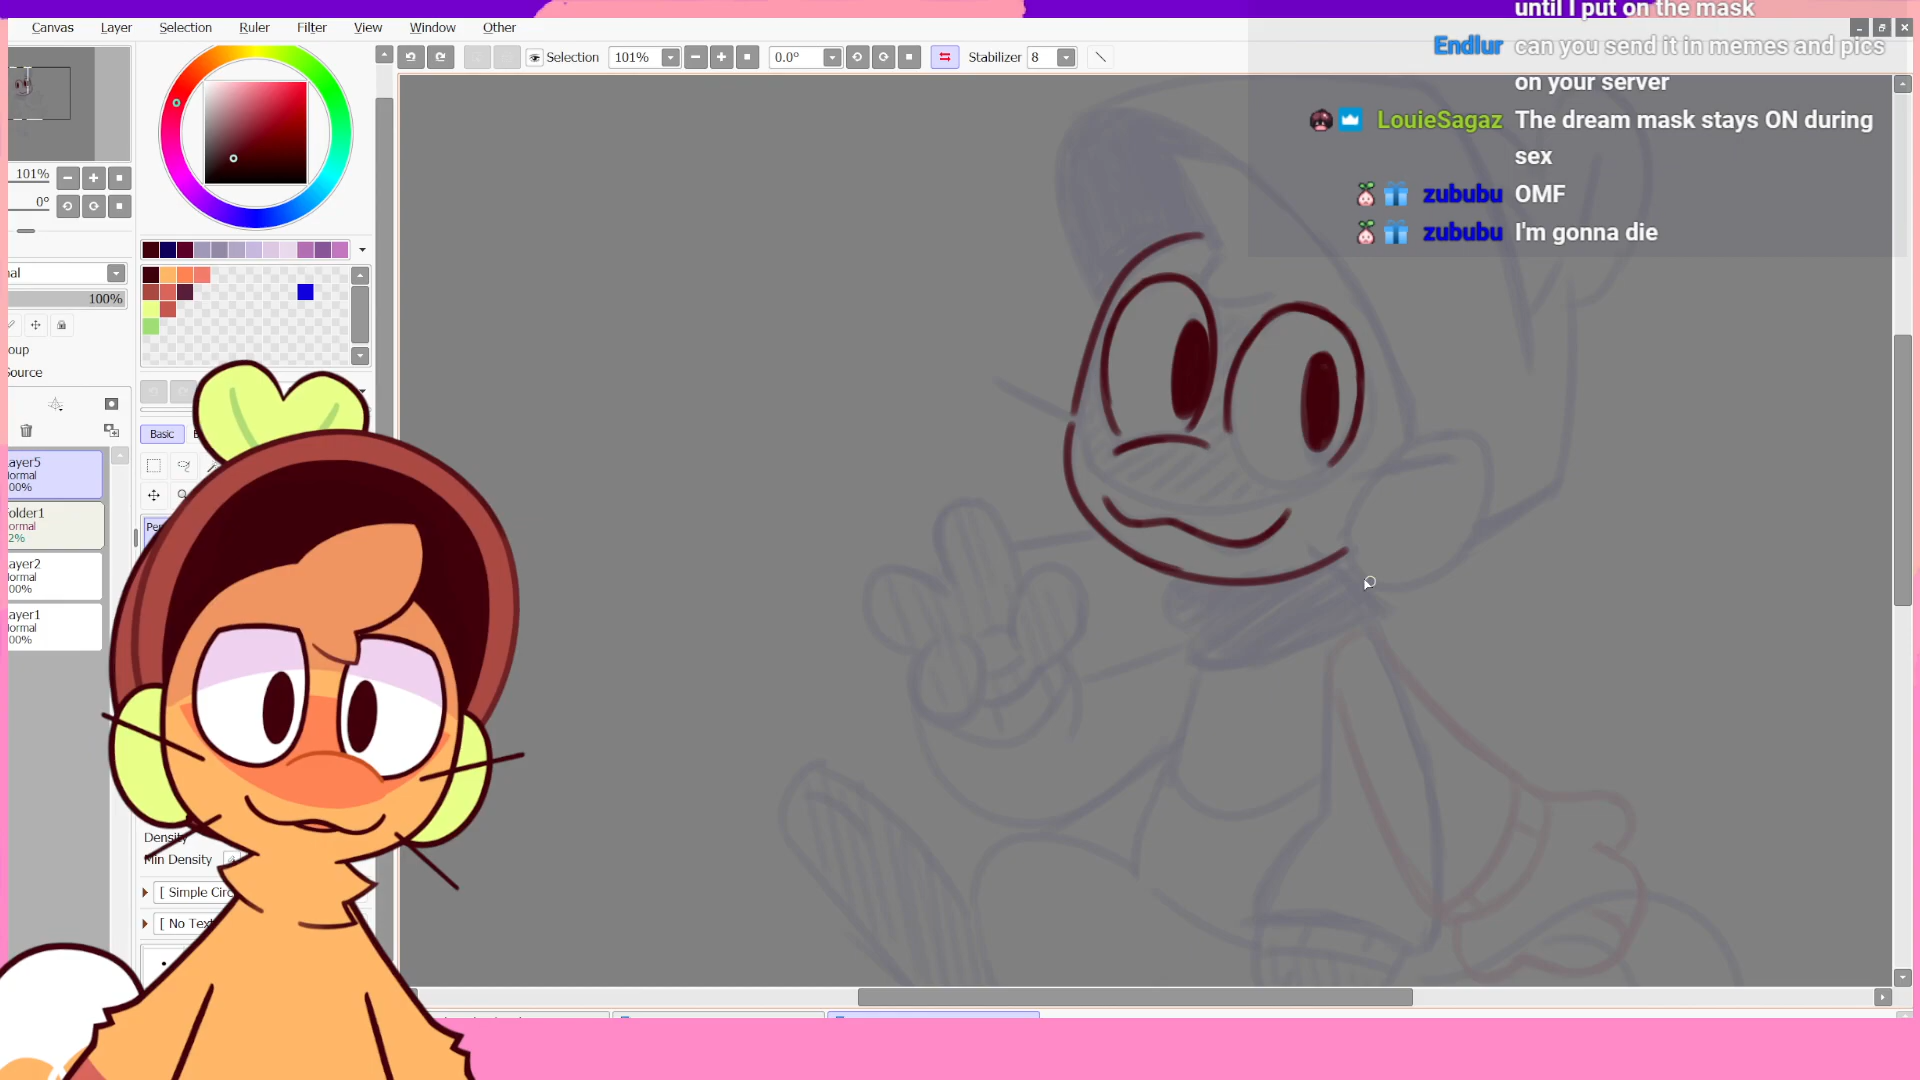 until I put on the mask
Canvas Layer Selection Ruler Filter View Window Other
Endlur can you send it in memes and pics
on your server
Selection 101% 0.0° Stabilizer 8
LouieSagaz The dream mask stays ON during
sex
zububu OMF
zububu I'm gonna die
101%
0°
al
100%
oup
Source
Basic
ayer5
ormal
00%
older1
ormal
2%
ayer2
ormal
00%
ayer1
ormal
00%
Density
Min Density
[ Simple Circ
[ No Text